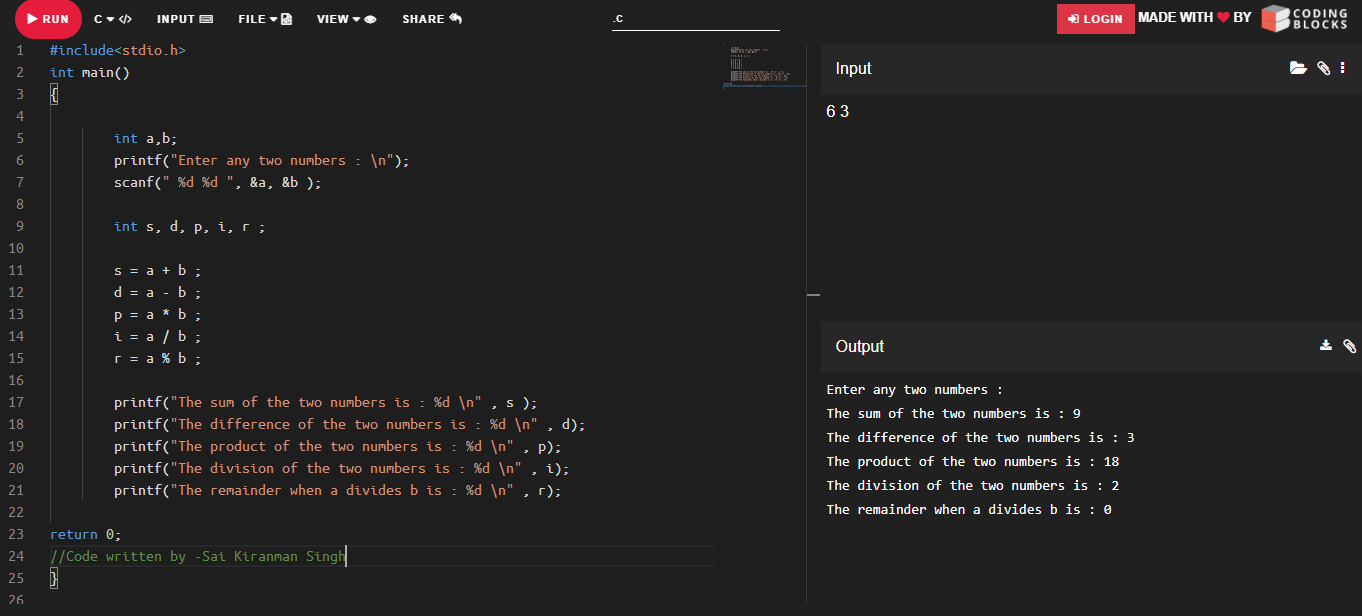 RUN C INPUT FILE VIEW SHARE .C LOGIN MADE WITH BY CODING BLOCKS
1 #include<stdio.h>
2 int main()
3 {
4
5 int a,b;
6 printf("Enter any two numbers : \n");
7 scanf(" %d %d ", &a, &b );
8
9 int s, d, p, i, r ;
10
11 s = a + b ;
12 d = a - b ;
13 p = a * b ;
14 i = a / b ;
15 r = a % b ;
16
17 printf("The sum of the two numbers is : %d \n" , s );
18 printf("The difference of the two numbers is : %d \n" , d);
19 printf("The product of the two numbers is : %d \n" , p);
20 printf("The division of the two numbers is : %d \n" , i);
21 printf("The remainder when a divides b is : %d \n" , r);
22
23 return 0;
24 //Code written by -Sai Kiranman Singh
25 }
26
Input
6 3
Output
Enter any two numbers :
The sum of the two numbers is : 9
The difference of the two numbers is : 3
The product of the two numbers is : 18
The division of the two numbers is : 2
The remainder when a divides b is : 0